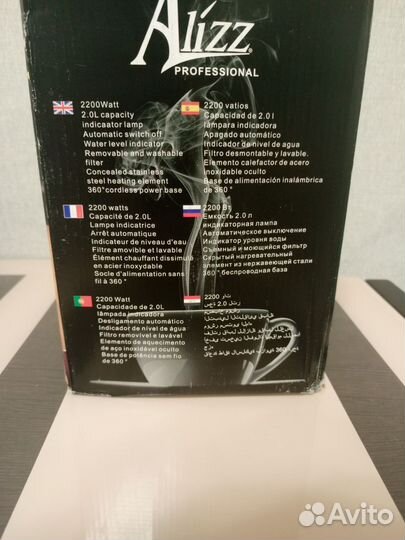 Alizz®
PROFESSIONAL
2200Watt
2.0L capacity
indicaator lamp
Automatic switch off
Water level indicator
Removable and washable
filter
Concealed stainless
steel heating element
360°cordless power base
2200 vatios
Capacidad de 2.0 l
lámpara indicadora
Apagado automático
Indicador de nivel de agua
Filtro desmontable y lavable.
Elemento calefactor de acero
inoxidable oculto
Base de alimentación inalámbrica
de 360°
2200 watts
Capacité de 2.0L
Lampe indicatrice
Arrêt automatique
Indicateur de niveau d'eau
Filtre amovible et lavable
Elément chauffant dissimulé
en acier inoxydable
Socle d'alimentation sans
fil à 360°
2200 Вт
Емкость 2.0 л
индикаторная лампа
Автоматическое выключение
Индикатор уровня воды
Съемный и моющийся фильтр
Скрытый нагревательный
элемент из нержавеющей стали
360° беспроводная база
2200 Watt
Capacidade de 2.0L
lâmpada indicadora
Desligamento automático
Indicador de nível de água
Filtro removível e lavável
Elemento de aquecimento
de aço inoxidável oculto
Base de potência sem fio
de 360°
2200 وات
سعة 2.0 لتر
Avito